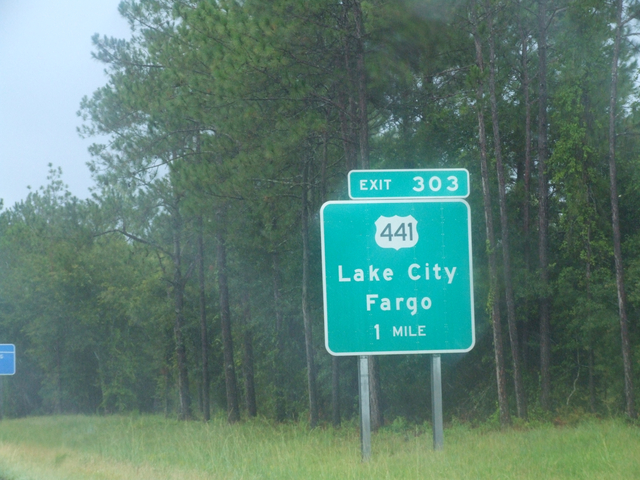 EXIT 303
441
Lake City
Fargo
1 MILE